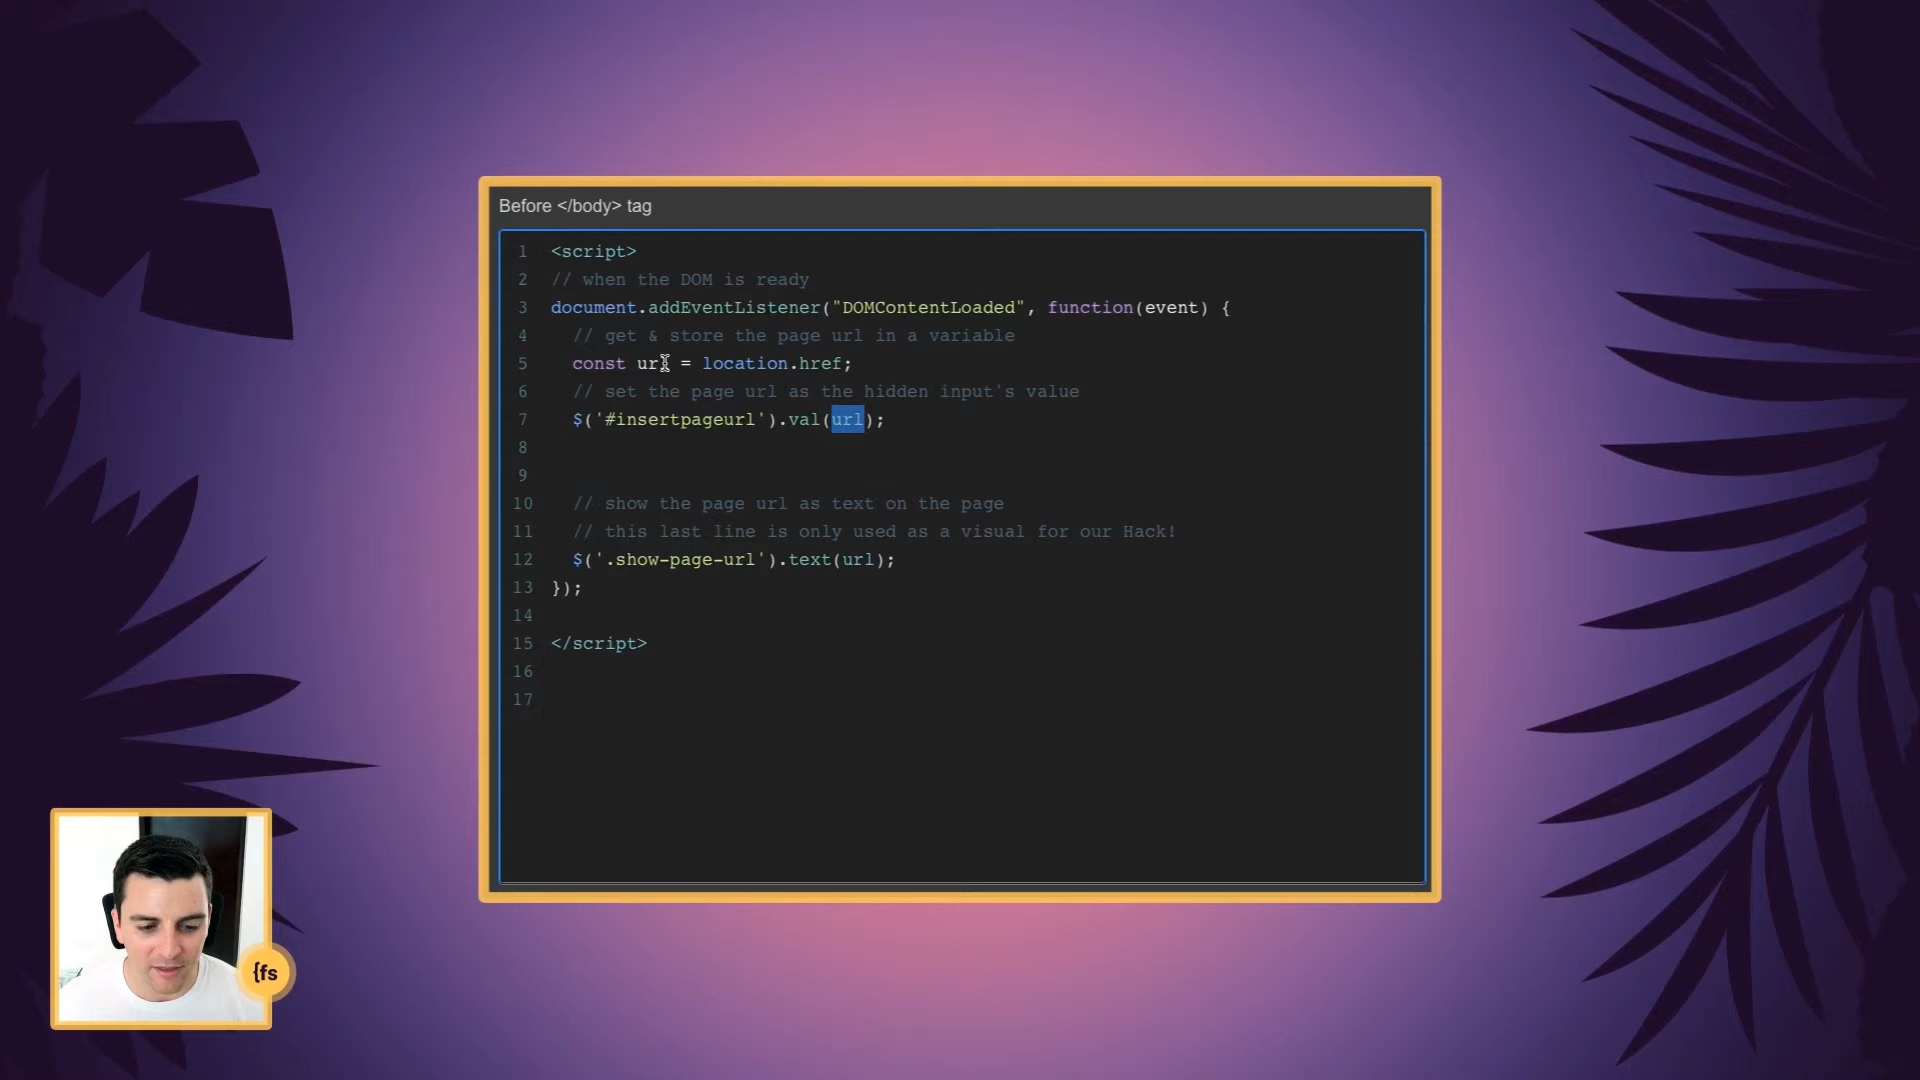 Before </body> tag
1 <script>
2 // when the DOM is ready
3 document.addEventListener("DOMContentLoaded", function(event) {
4 // get & store the page url in a variable
5 const url = location.href;
6 // set the page url as the hidden input's value
7 $('#insertpageurl').val(url);
8
9
10 // show the page url as text on the page
11 // this last line is only used as a visual for our Hack!
12 $('.show-page-url').text(url);
13 });
14
15 </script>
16
17
{fs